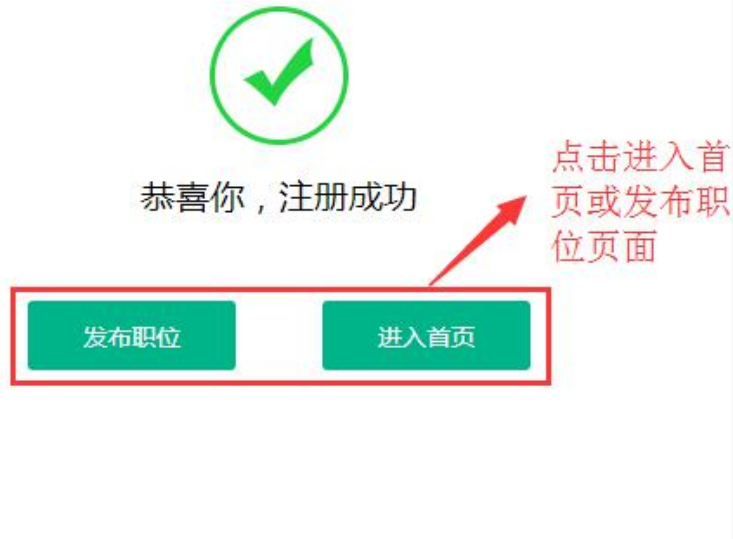 恭喜你，注册成功
点击进入首
页或发布职
位页面
发布职位
进入首页